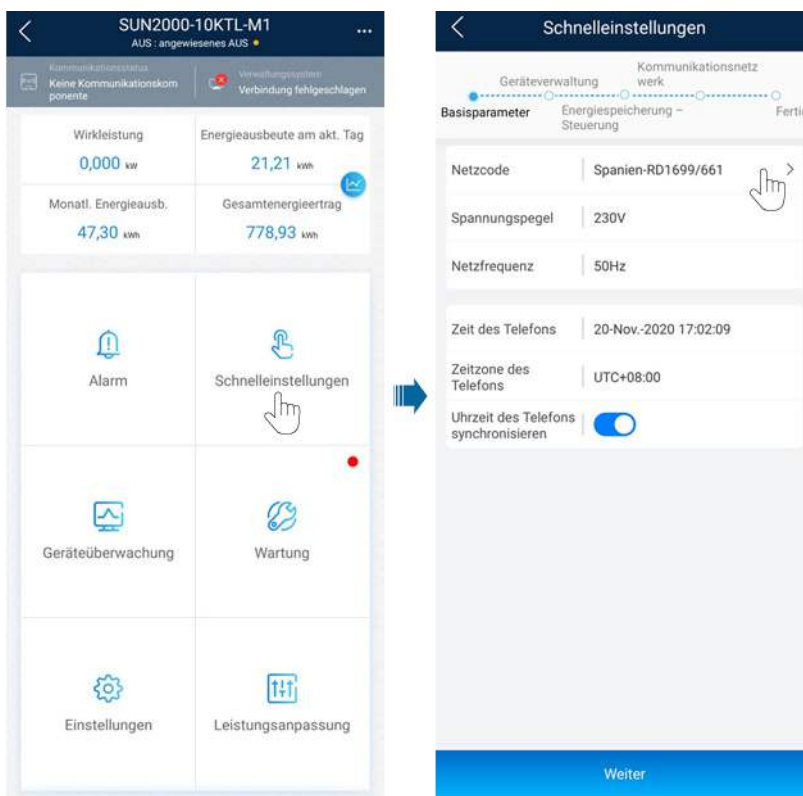 SUN2000-10KTL-M1
AUS : angewiesenes AUS
Kommunikationsstatus
Keine Kommunikationskom
ponente
Verwaltungssystem
Verbindung fehlgeschlagen
Wirkleistung
0,000 kW
Energieausbeute am akt. Tag
21,21 kWh
Monatl. Energieausb.
47,30 kWh
Gesamtenergieertrag
778,93 kWh
Alarm
Schnelleinstellungen
Geräteüberwachung
Wartung
Einstellungen
Leistungsanpassung
Schnelleinstellungen
Basisparameter
Geräteverwaltung
Energiespeicherung –
Steuerung
Kommunikationsnetz
werk
Ferti
Netzcode
Spanien-RD1699/661
Spannungspegel
230V
Netzfrequenz
50Hz
Zeit des Telefons
20-Nov.-2020 17:02:09
Zeitzone des
Telefons
UTC+08:00
Uhrzeit des Telefons
synchronisieren
Weiter